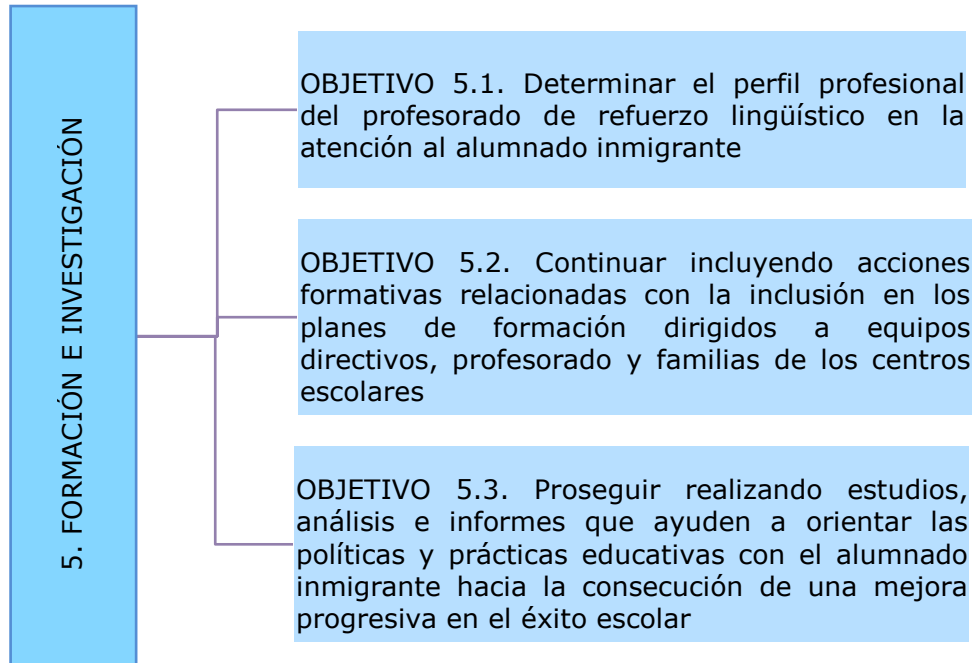 5. FORMACIÓN E INVESTIGACIÓN
OBJETIVO 5.1. Determinar el perfil profesional
del profesorado de refuerzo lingüístico en la
atención al alumnado inmigrante
OBJETIVO 5.2. Continuar incluyendo acciones
formativas relacionadas con la inclusión en los
planes de formación dirigidos a equipos
directivos, profesorado y familias de los centros
escolares
OBJETIVO 5.3. Proseguir realizando estudios,
análisis e informes que ayuden a orientar las
políticas y prácticas educativas con el alumnado
inmigrante hacia la consecución de una mejora
progresiva en el éxito escolar